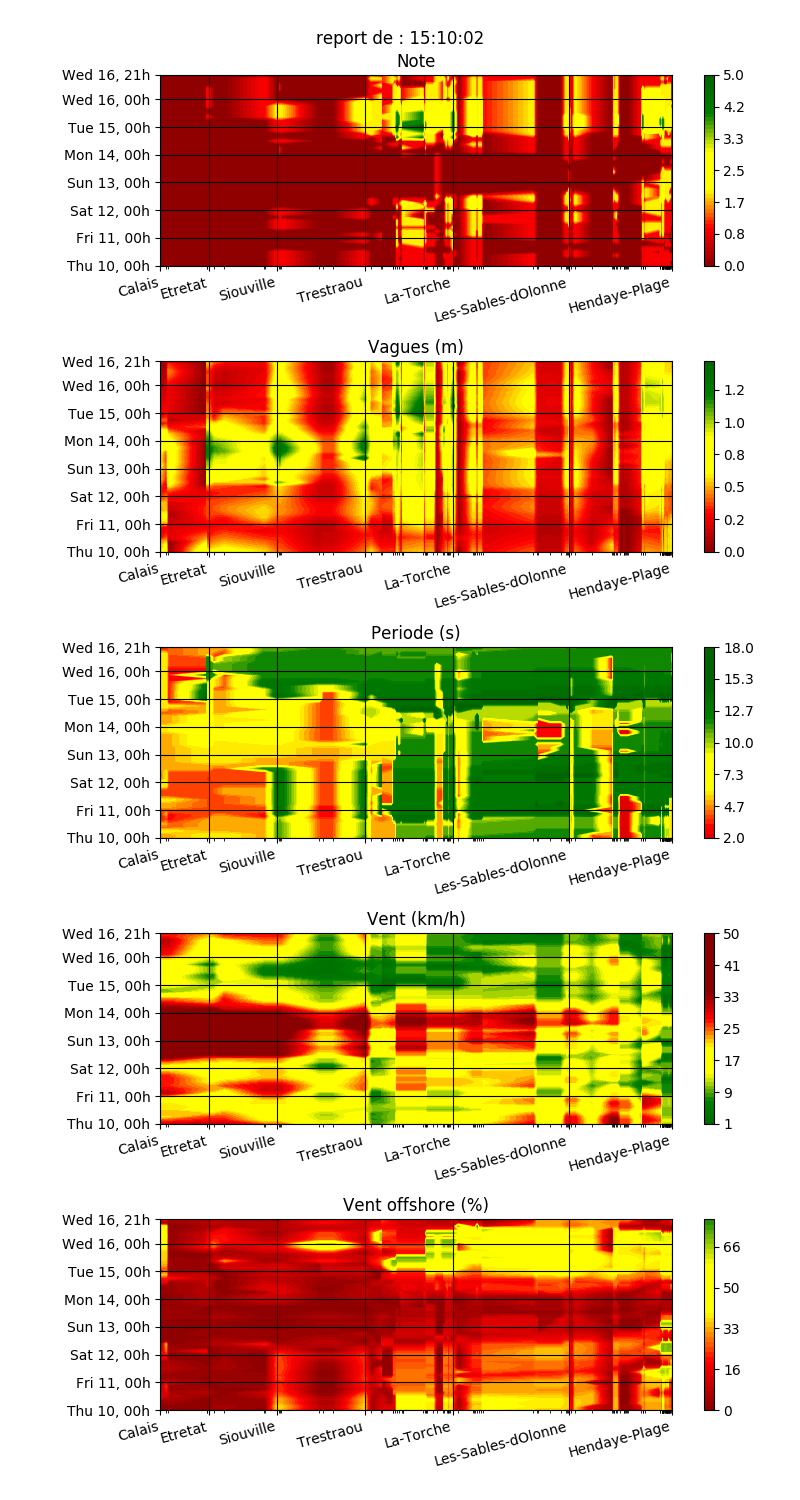 report de : 15:10:02
Note
Wed 16, 21h
Wed 16, 00h
Tue 15, 00h
Mon 14, 00h
Sun 13, 00h
Sat 12, 00h
Fri 11, 00h
Thu 10, 00h
Calais Etretat Siouville Trestraou La-Torche Les-Sables-dOlonne Hendaye-Plage
5.0
4.2
3.3
2.5
1.7
0.8
0.0
Vagues (m)
Wed 16, 21h
Wed 16, 00h
Tue 15, 00h
Mon 14, 00h
Sun 13, 00h
Sat 12, 00h
Fri 11, 00h
Thu 10, 00h
Calais Etretat Siouville Trestraou La-Torche Les-Sables-dOlonne Hendaye-Plage
1.2
1.0
0.8
0.5
0.2
0.0
Periode (s)
Wed 16, 21h
Wed 16, 00h
Tue 15, 00h
Mon 14, 00h
Sun 13, 00h
Sat 12, 00h
Fri 11, 00h
Thu 10, 00h
Calais Etretat Siouville Trestraou La-Torche Les-Sables-dOlonne Hendaye-Plage
18.0
15.3
12.7
10.0
7.3
4.7
2.0
Vent (km/h)
Wed 16, 21h
Wed 16, 00h
Tue 15, 00h
Mon 14, 00h
Sun 13, 00h
Sat 12, 00h
Fri 11, 00h
Thu 10, 00h
Calais Etretat Siouville Trestraou La-Torche Les-Sables-dOlonne Hendaye-Plage
50
41
33
25
17
9
1
Vent offshore (%)
Wed 16, 21h
Wed 16, 00h
Tue 15, 00h
Mon 14, 00h
Sun 13, 00h
Sat 12, 00h
Fri 11, 00h
Thu 10, 00h
Calais Etretat Siouville Trestraou La-Torche Les-Sables-dOlonne Hendaye-Plage
66
50
33
16
0